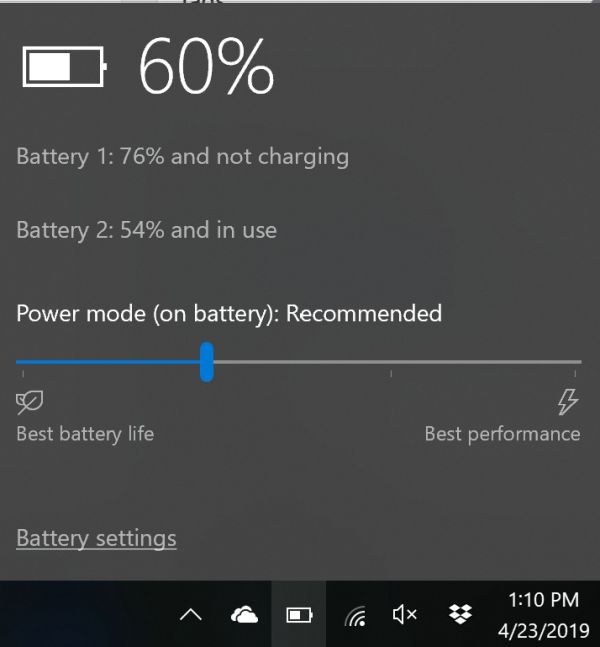 60%
Battery 1: 76% and not charging
Battery 2: 54% and in use
Power mode (on battery): Recommended
Best battery life
Best performance
Battery settings
1:10 PM
4/23/2019